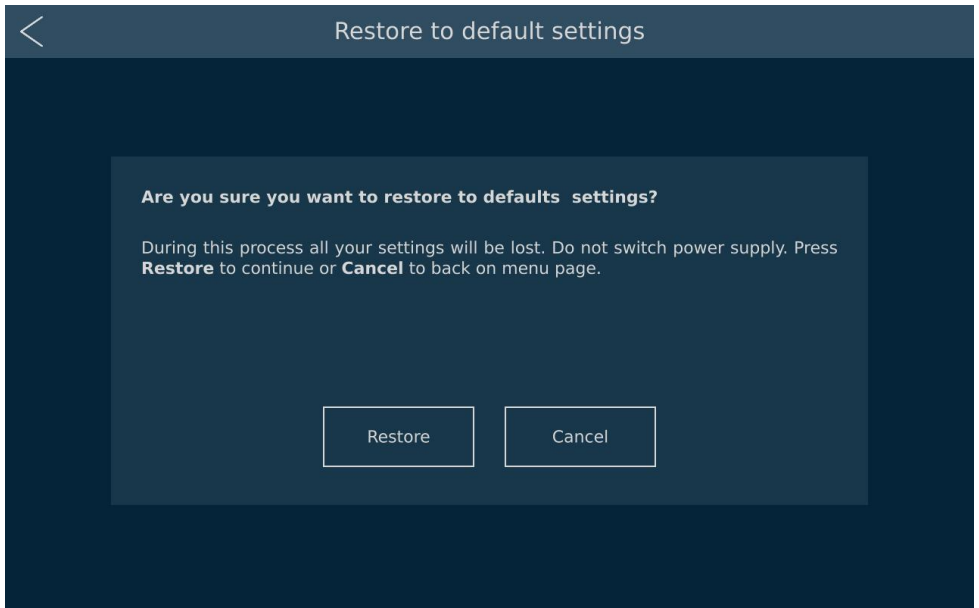 Restore to default settings
Are you sure you want to restore to defaults  settings?
During this process all your settings will be lost. Do not switch power supply. Press
Restore to continue or Cancel to back on menu page.
Restore
Cancel